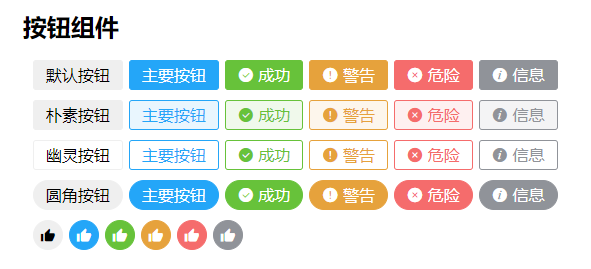 按钮组件
默认按钮 主要按钮 成功 警告 危险 信息
朴素按钮 主要按钮 成功 警告 危险 信息
幽灵按钮 主要按钮 成功 警告 危险 信息
圆角按钮 主要按钮 成功 警告 危险 信息